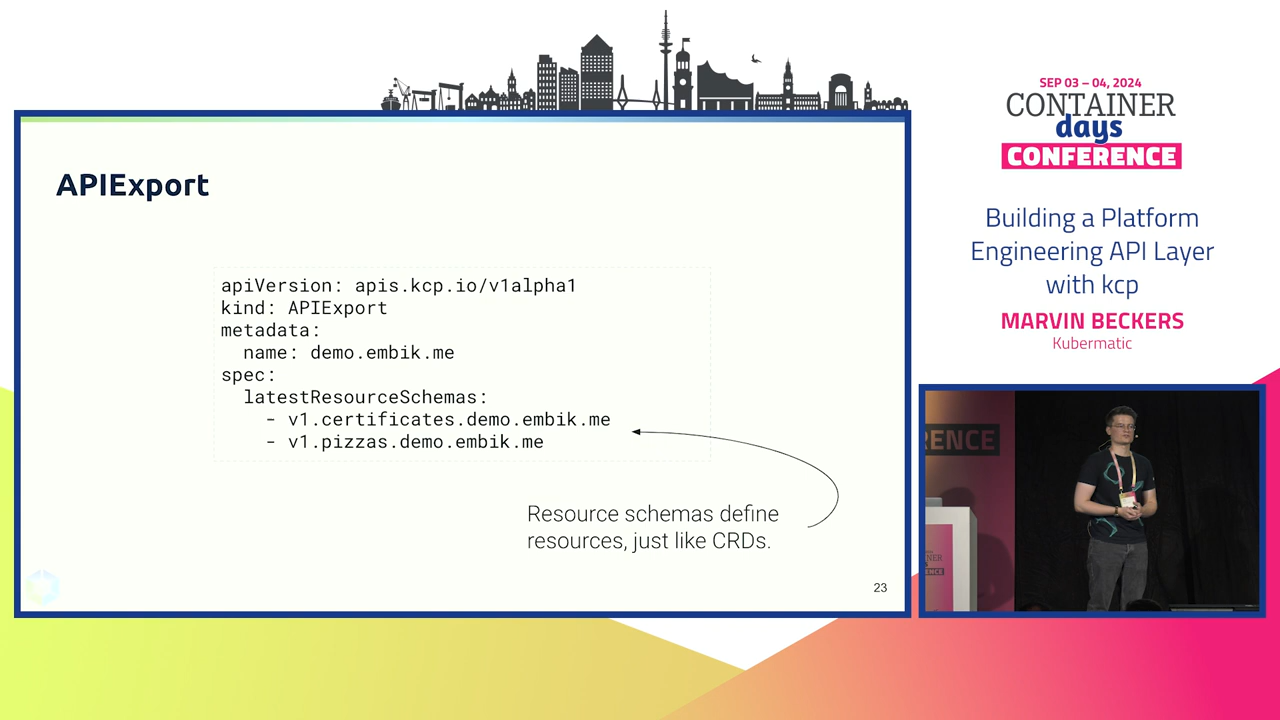 APIExport
apiVersion: apis.kcp.io/v1alpha1
kind: APIExport
metadata:
  name: demo.embik.me
spec:
  latestResourceSchemas:
    - v1.certificates.demo.embik.me
    - v1.pizzas.demo.embik.me
Resource schemas define
resources, just like CRDs.
23
SEP 03 – 04, 2024
CONTAINER
days
CONFERENCE
Building a Platform
Engineering API Layer
with kcp
MARVIN BECKERS
Kubermatic
RENCE